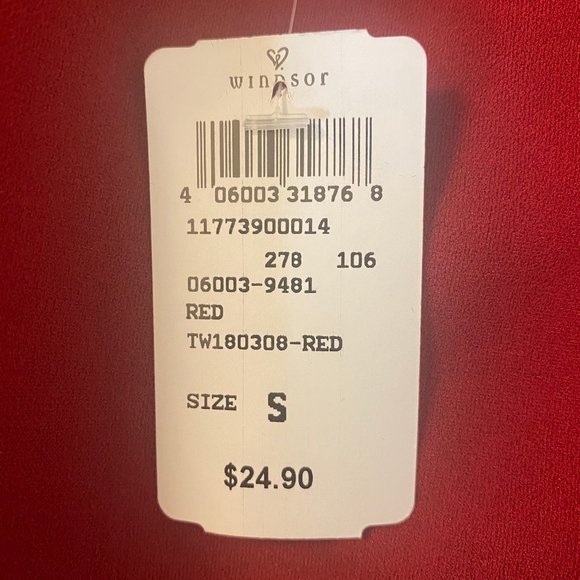 WINDSOR
4 06003 31876 8
11773900014
278 106
06003-9481
RED
TW180308-RED
SIZE S
$24.90